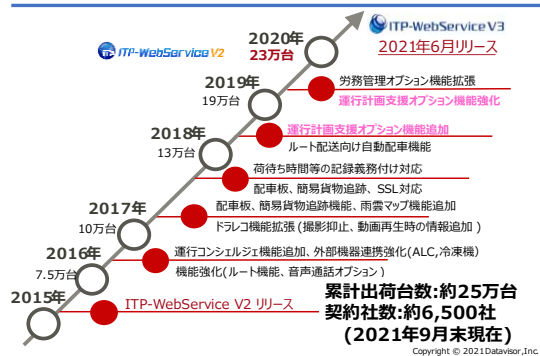 ITP-WebService V3
2020年
23万台
2021年6月リリース
ITP-WebService V2
2019年
19万台
労務管理オプション機能拡張
運行計画支援オプション機能強化
2018年
13万台
運行計画支援オプション機能追加
ルート配送向け自動配車機能
荷待ち時間等の記録義務付け対応
配車板、簡易貨物追跡、SSL対応
2017年
10万台
配車板、簡易貨物追跡機能、雨雲マップ機能追加
ドラレコ機能拡張(撮影抑止、動画再生時の情報追加)
2016年
7.5万台
運行コンシェルジェ機能追加、外部機器連携強化(ALC,冷凍機)
機能強化(ルート機能、音声通話オプション)
2015年
ITP-WebService V2 リリース
累計出荷台数:約25万台
契約社数:約6,500社
(2021年9月末現在)
Copyright © 2021Datavisor,Inc.